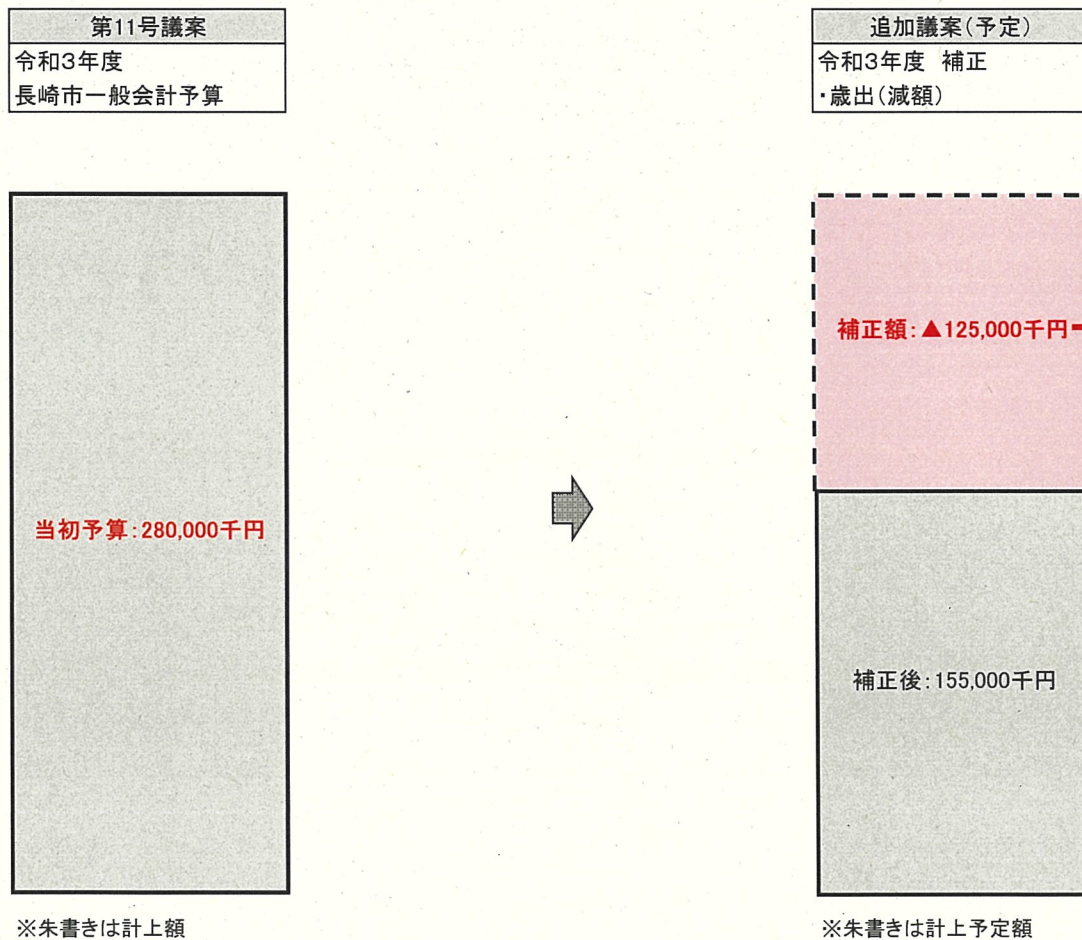 第11号議案
令和3年度
長崎市一般会計予算
当初予算:280,000千円
※朱書きは計上額
追加議案(予定)
令和3年度 補正
・歳出(減額)
補正額:▲125,000千円
補正後:155,000千円
※朱書きは計上予定額